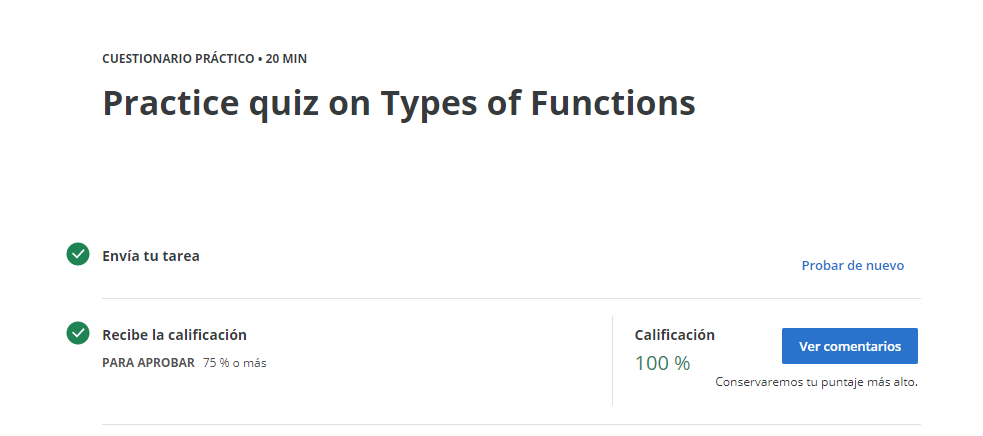 CUESTIONARIO PRÁCTICO • 20 MIN
Practice quiz on Types of Functions
Envía tu tarea
Probar de nuevo
Recibe la calificación
PARA APROBAR 75 % o más
Calificación
100 %
Ver comentarios
Conservaremos tu puntaje más alto.